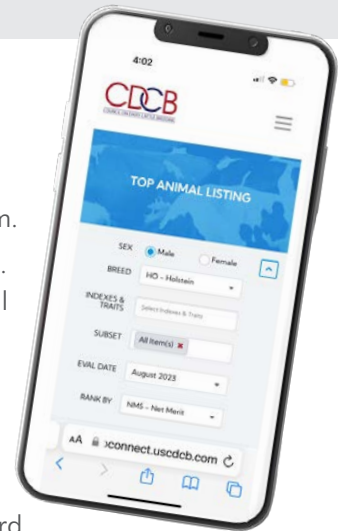 4:02
CDCB
COUNCIL ON DAIRY CATTLE BREEDING
TOP ANIMAL LISTING
SEX Male Female
BREED HO - Holstein
INDEXES & TRAITS Select Indexes & Traits
SUBSET All Item(s) ×
EVAL DATE August 2023
RANK BY NM$ - Net Merit
AA connect.uscdcb.com